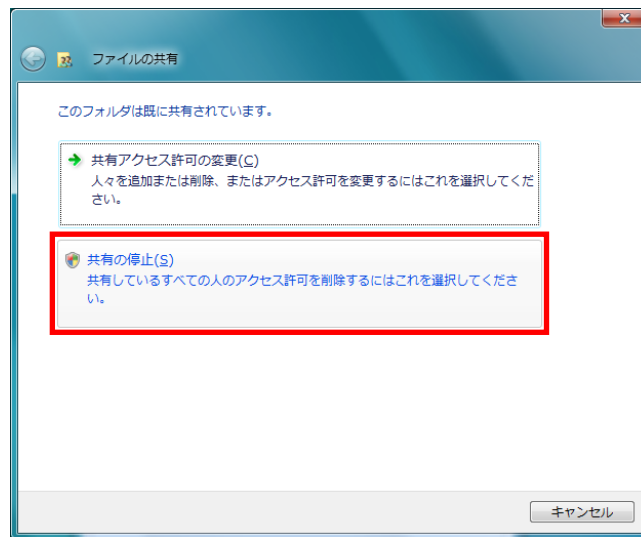 ファイルの共有
このフォルダは既に共有されています。
共有アクセス許可の変更(C)
人々を追加または削除、またはアクセス許可を変更するにはこれを選択してくだ
さい。
共有の停止(S)
共有しているすべての人のアクセス許可を削除するにはこれを選択してくださ
い。
キャンセル